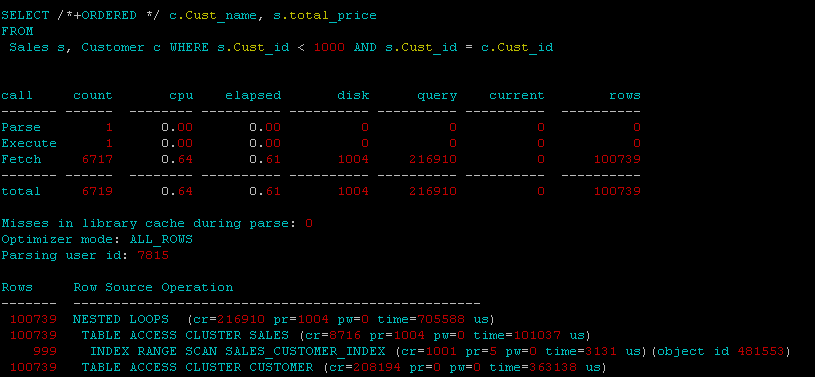 SELECT /*+ORDERED */ c.Cust_name, s.total_price
FROM
Sales s, Customer c WHERE s.Cust_id < 1000 AND s.Cust_id = c.Cust_id
call count cpu elapsed disk query current rows
------- ------ -------- ---------- ---------- ---------- ---------- ----------
Parse 1 0.00 0.00 0 0 0 0
Execute 1 0.00 0.00 0 0 0 0
Fetch 6717 0.64 0.61 1004 216910 0 100739
------- ------ -------- ---------- ---------- ---------- ---------- ----------
total 6719 0.64 0.61 1004 216910 0 100739
Misses in library cache during parse: 0
Optimizer mode: ALL_ROWS
Parsing user id: 7815
Rows Row Source Operation
------- ---------------------------------------------------
100739 NESTED LOOPS (cr=216910 pr=1004 pw=0 time=705588 us)
100739 TABLE ACCESS CLUSTER SALES (cr=8716 pr=1004 pw=0 time=101037 us)
999 INDEX RANGE SCAN SALES_CUSTOMER_INDEX (cr=1001 pr=5 pw=0 time=3131 us)(object id 481553)
100739 TABLE ACCESS CLUSTER CUSTOMER (cr=208194 pr=0 pw=0 time=363138 us)